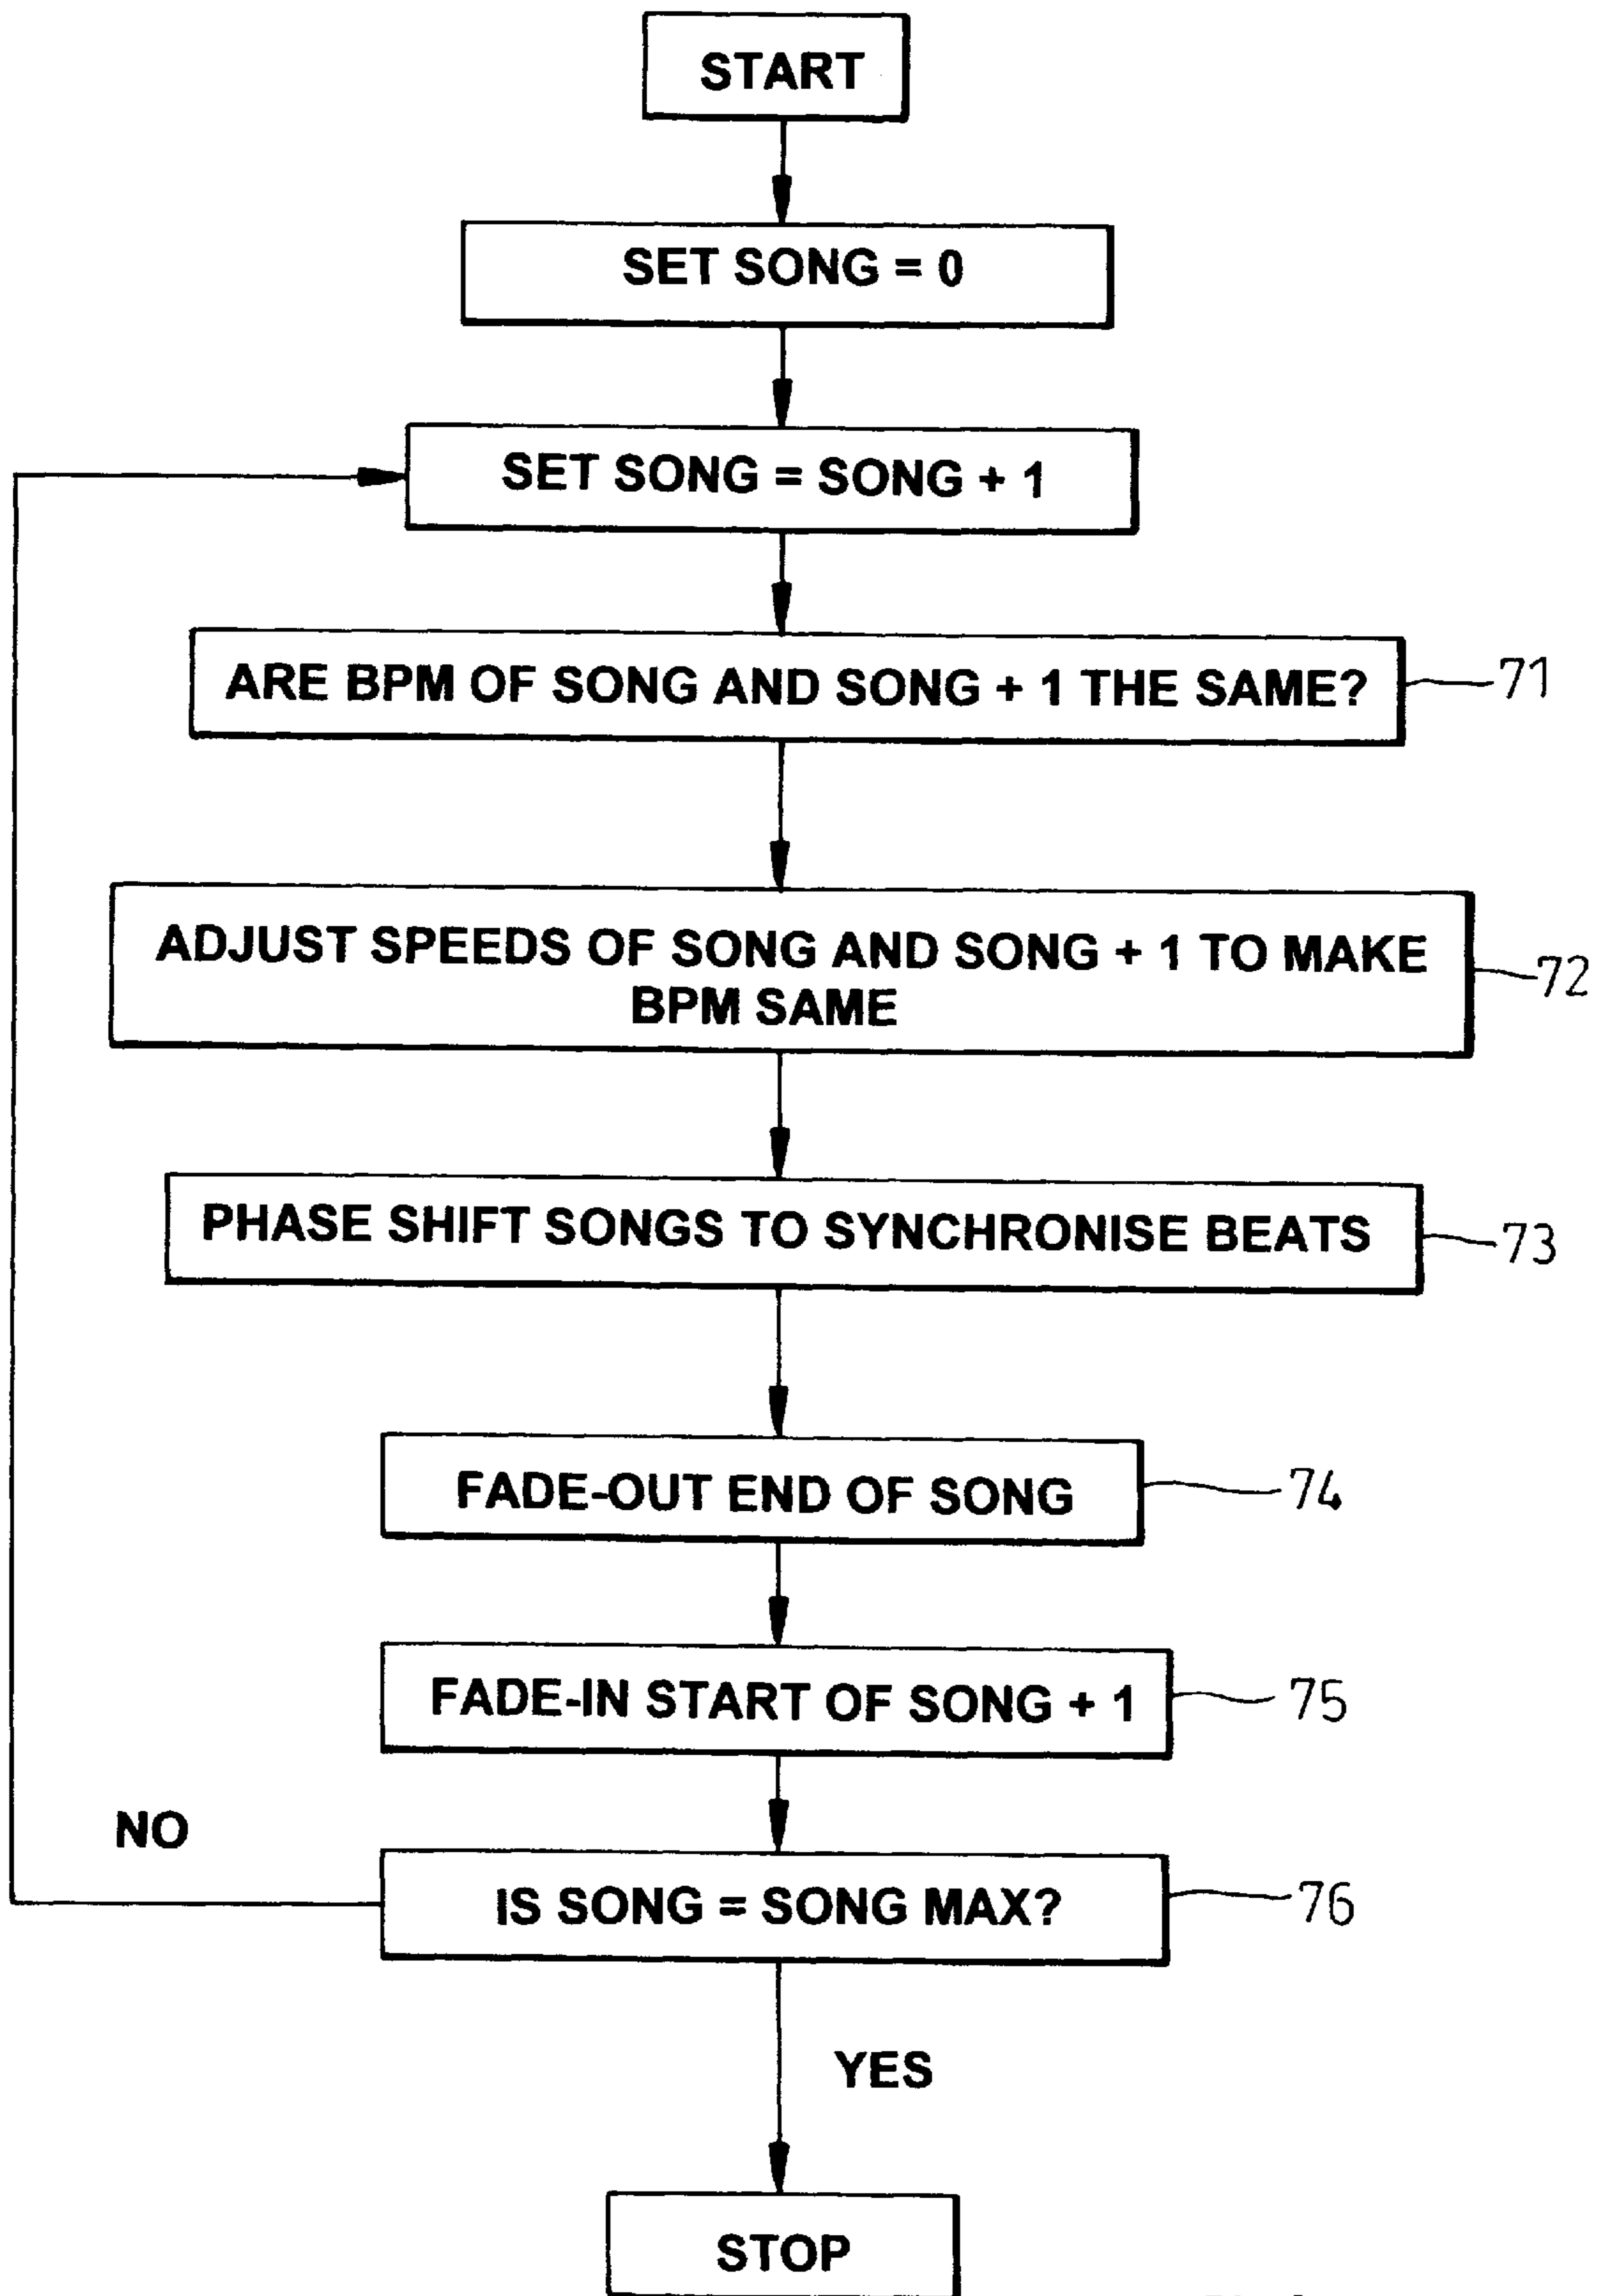 START
SET SONG = 0
SET SONG = SONG + 1
ARE BPM OF SONG AND SONG + 1 THE SAME?
71
ADJUST SPEEDS OF SONG AND SONG + 1 TO MAKE
BPM SAME
72
PHASE SHIFT SONGS TO SYNCHRONISE BEATS
73
FADE-OUT END OF SONG
74
FADE-IN START OF SONG + 1
75
NO
IS SONG = SONG MAX?
76
YES
STOP